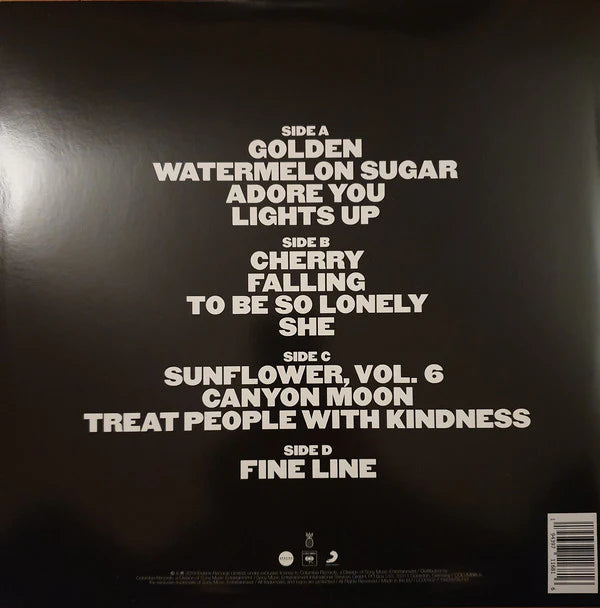 SIDE A
GOLDEN
WATERMELON SUGAR
ADORE YOU
LIGHTS UP
SIDE B
CHERRY
FALLING
TO BE SO LONELY
SHE
SIDE C
SUNFLOWER, VOL. 6
CANYON MOON
TREAT PEOPLE WITH KINDNESS
SIDE D
FINE LINE